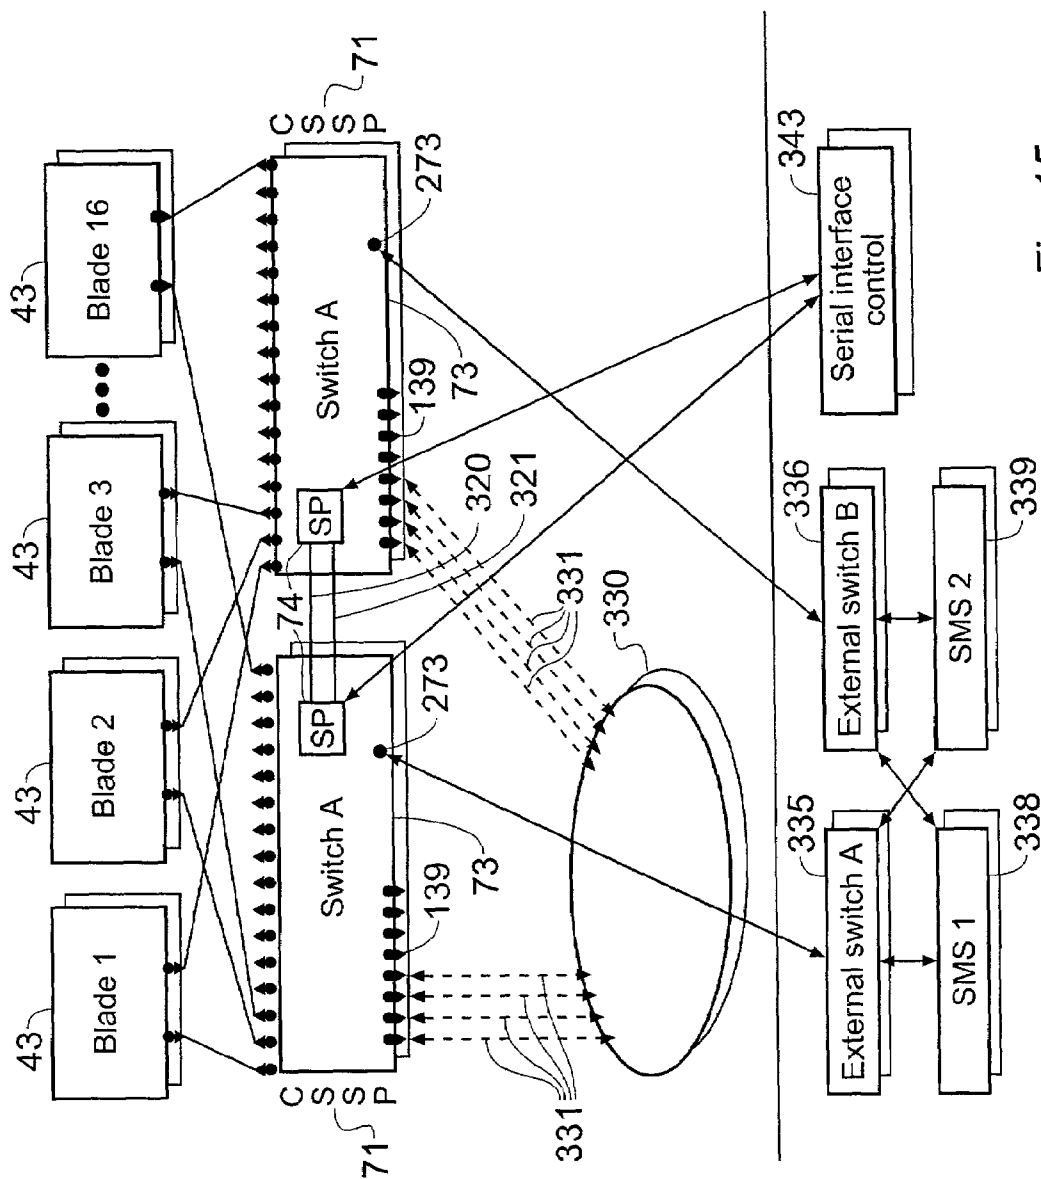 43
43
43
43
Blade 1
Blade 2
Blade 3
Blade 16
71
CSSP
Switch A
SP
74
SP
Switch A
CSSP
71
273
273
73
73
139
139
320
321
331
331
330
335
336
343
External switch A
External switch B
Serial interface
control
SMS 1
SMS 2
338
339